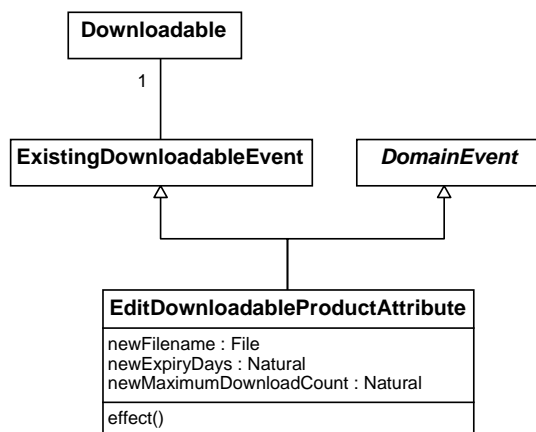 Downloadable
1
ExistingDownloadableEvent
DomainEvent
EditDownloadableProductAttribute
newFilename : File
newExpiryDays : Natural
newMaximumDownloadCount : Natural
effect()